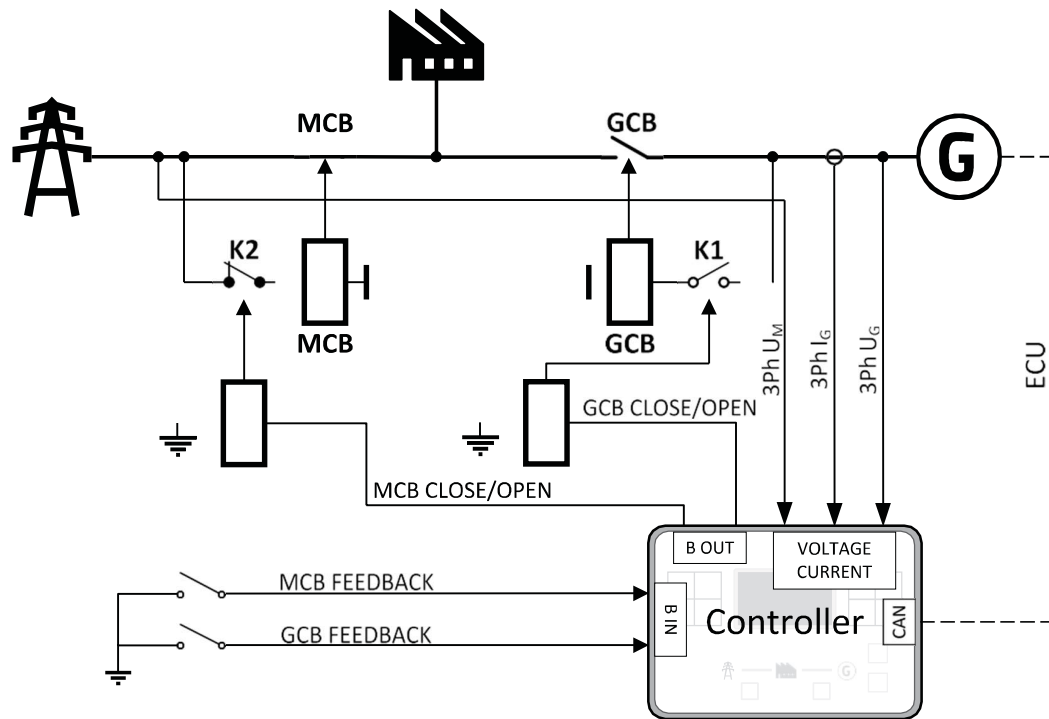 MCB
GCB
G
K2
K1
MCB
GCB
3Ph U_M
3Ph I_G
3Ph U_G
ECU
GCB CLOSE/OPEN
MCB CLOSE/OPEN
B OUT
VOLTAGE
CURRENT
MCB FEEDBACK
GCB FEEDBACK
B IN
Controller
CAN
G